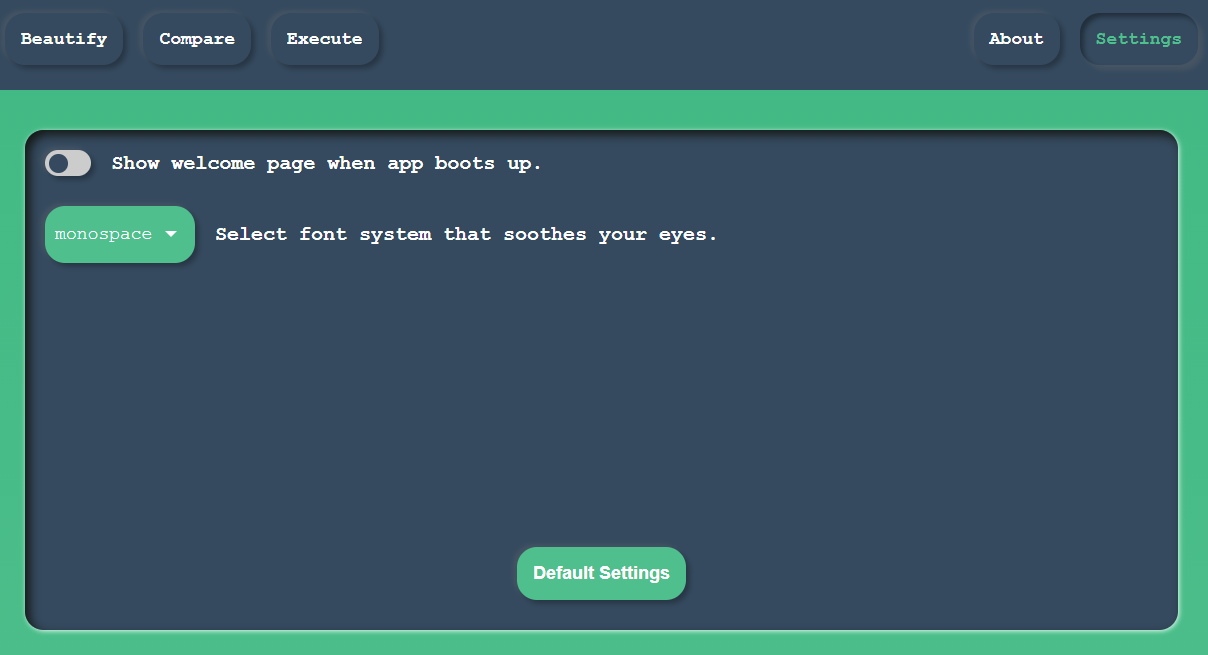 Beautify Compare Execute About Settings
Show welcome page when app boots up.
monospace Select font system that soothes your eyes.
Default Settings